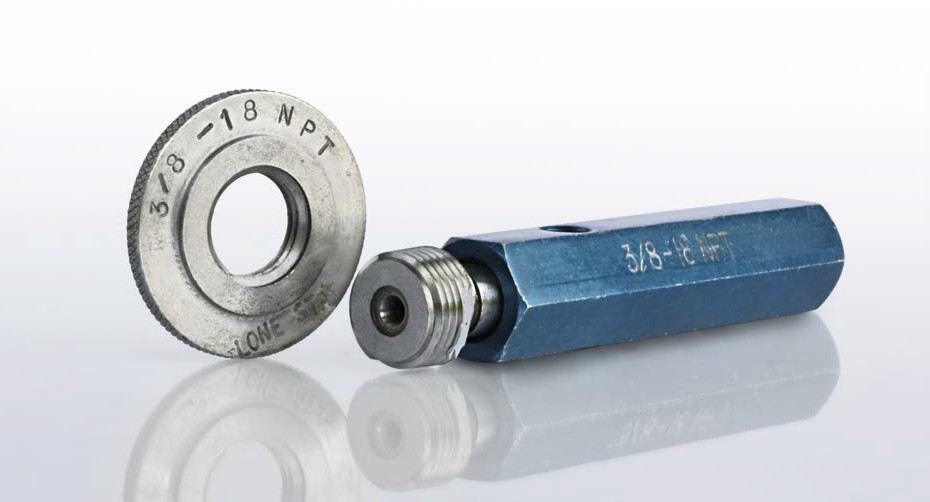 3/8 -18 NPT
LONE STAR
3/8-18 NPT